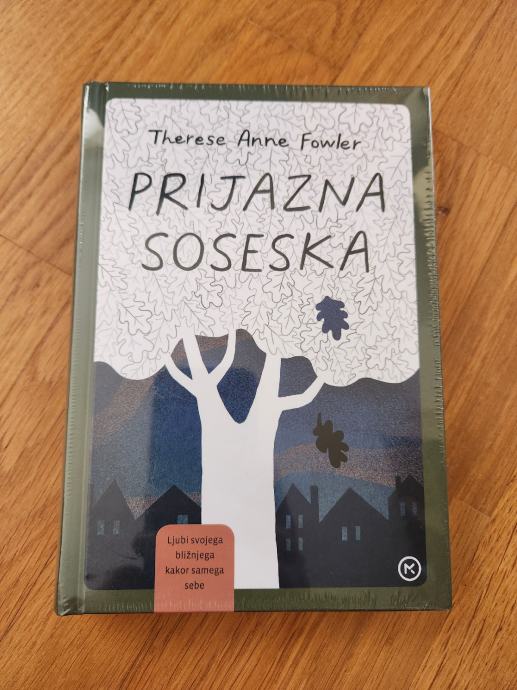 Therese Anne Fowler
PRIJAZNA
SOSESKA
Ljubi svojega
bližnjega
kakor samega
sebe